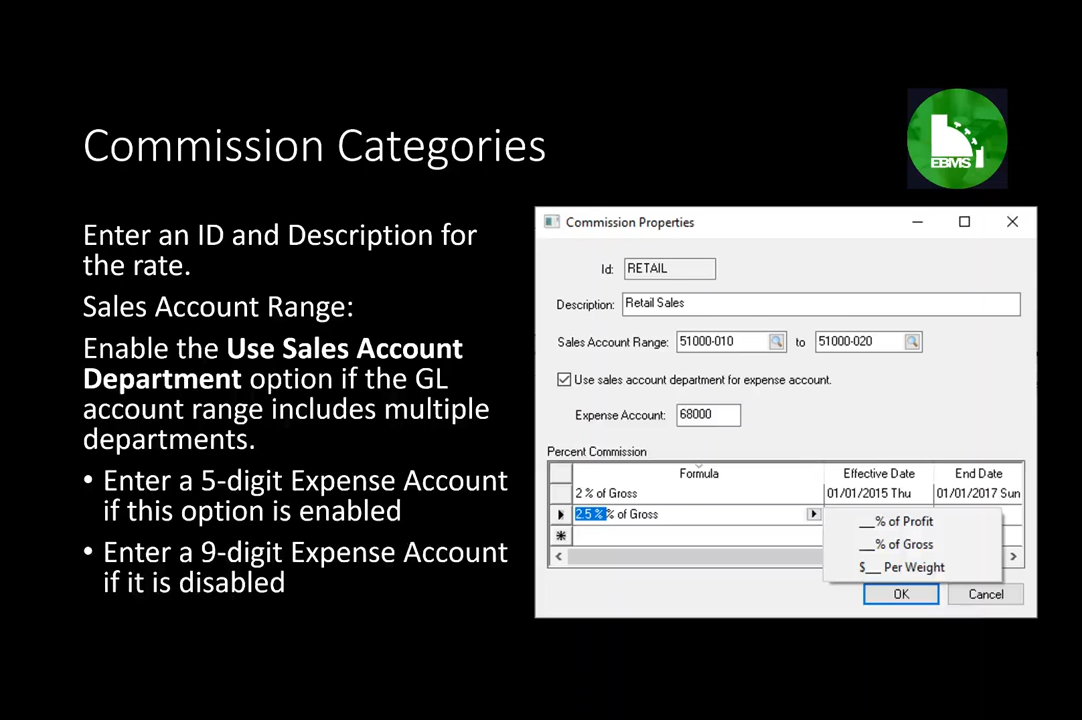 Commission Categories
EBMS
Enter an ID and Description for
the rate.
Sales Account Range:
Enable the Use Sales Account
Department option if the GL
account range includes multiple
departments.
• Enter a 5-digit Expense Account
if this option is enabled
• Enter a 9-digit Expense Account
if it is disabled
Commission Properties
Id: RETAIL
Description: Retail Sales
Sales Account Range: 51000-010 to 51000-020
Use sales account department for expense account.
Expense Account: 68000
Percent Commission
Formula Effective Date End Date
2 % of Gross 01/01/2015 Thu 01/01/2017 Sun
2.5 % % of Gross
__% of Profit
__% of Gross
$__ Per Weight
OK Cancel